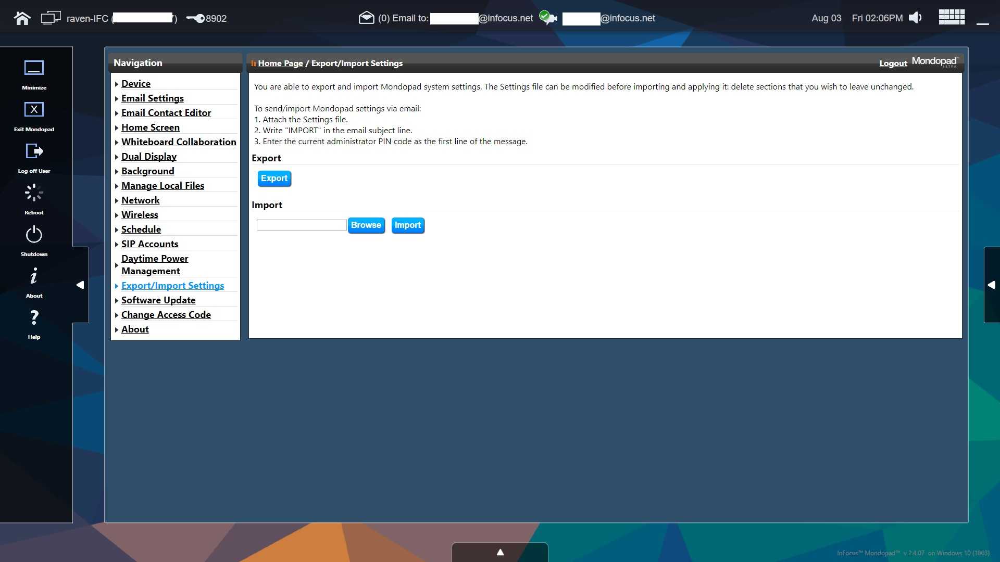 raven-IFC ( ) 8902
(0) Email to: @infocus.net @infocus.net
Aug 03 Fri 02:06PM
Minimize
Exit Mondopad
Log off User
Reboot
Shutdown
About
Help
Navigation
Device
Email Settings
Email Contact Editor
Home Screen
Whiteboard Collaboration
Dual Display
Background
Manage Local Files
Network
Wireless
Schedule
SIP Accounts
Daytime Power
Management
Export/Import Settings
Software Update
Change Access Code
About
Home Page / Export/Import Settings
Logout Mondopad™
ULTRA
You are able to export and import Mondopad system settings. The Settings file can be modified before importing and applying it: delete sections that you wish to leave unchanged.
To send/import Mondopad settings via email:
1. Attach the Settings file.
2. Write "IMPORT" in the email subject line.
3. Enter the current administrator PIN code as the first line of the message.
Export
Export
Import
Browse Import
InFocus™ Mondopad™ v 2.4.07 on Windows 10 (1803)